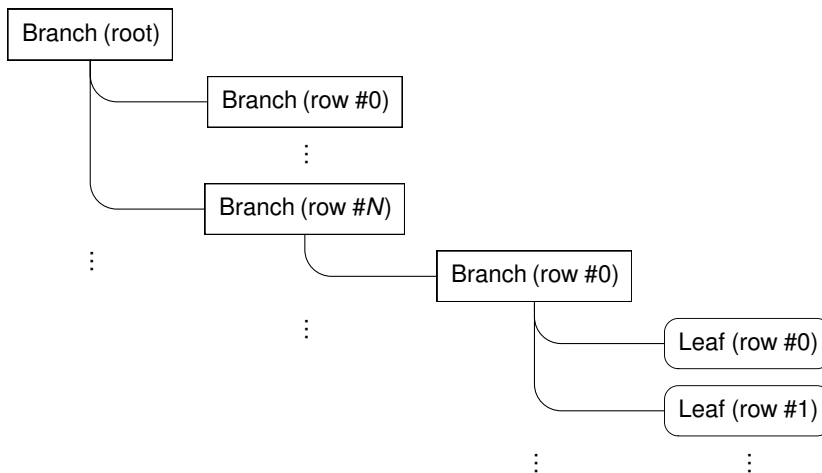 Branch (root)
Branch (row #0)
⋮
Branch (row #N)
⋮
Branch (row #0)
⋮
Leaf (row #0)
Leaf (row #1)
⋮
⋮